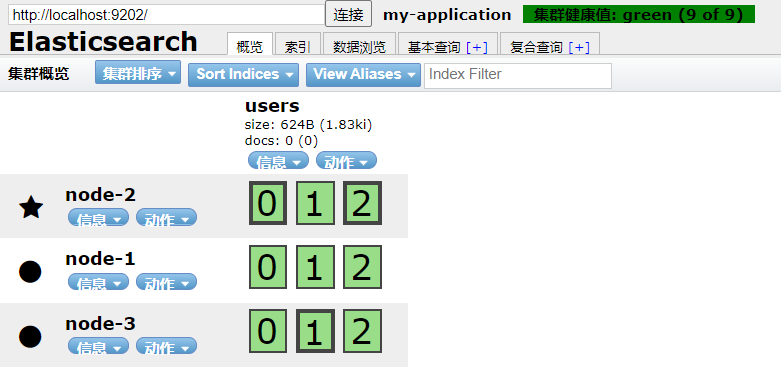 http://localhost:9202/ 连接 my-application 集群健康值: green (9 of 9)
Elasticsearch 概览 索引 数据浏览 基本查询 [+] 复合查询 [+]
集群概览 集群排序 Sort Indices View Aliases Index Filter
users
size: 624B (1.83ki)
docs: 0 (0)
信息 动作
node-2 0 1 2
信息 动作
node-1 0 1 2
信息 动作
node-3 0 1 2
信息 动作